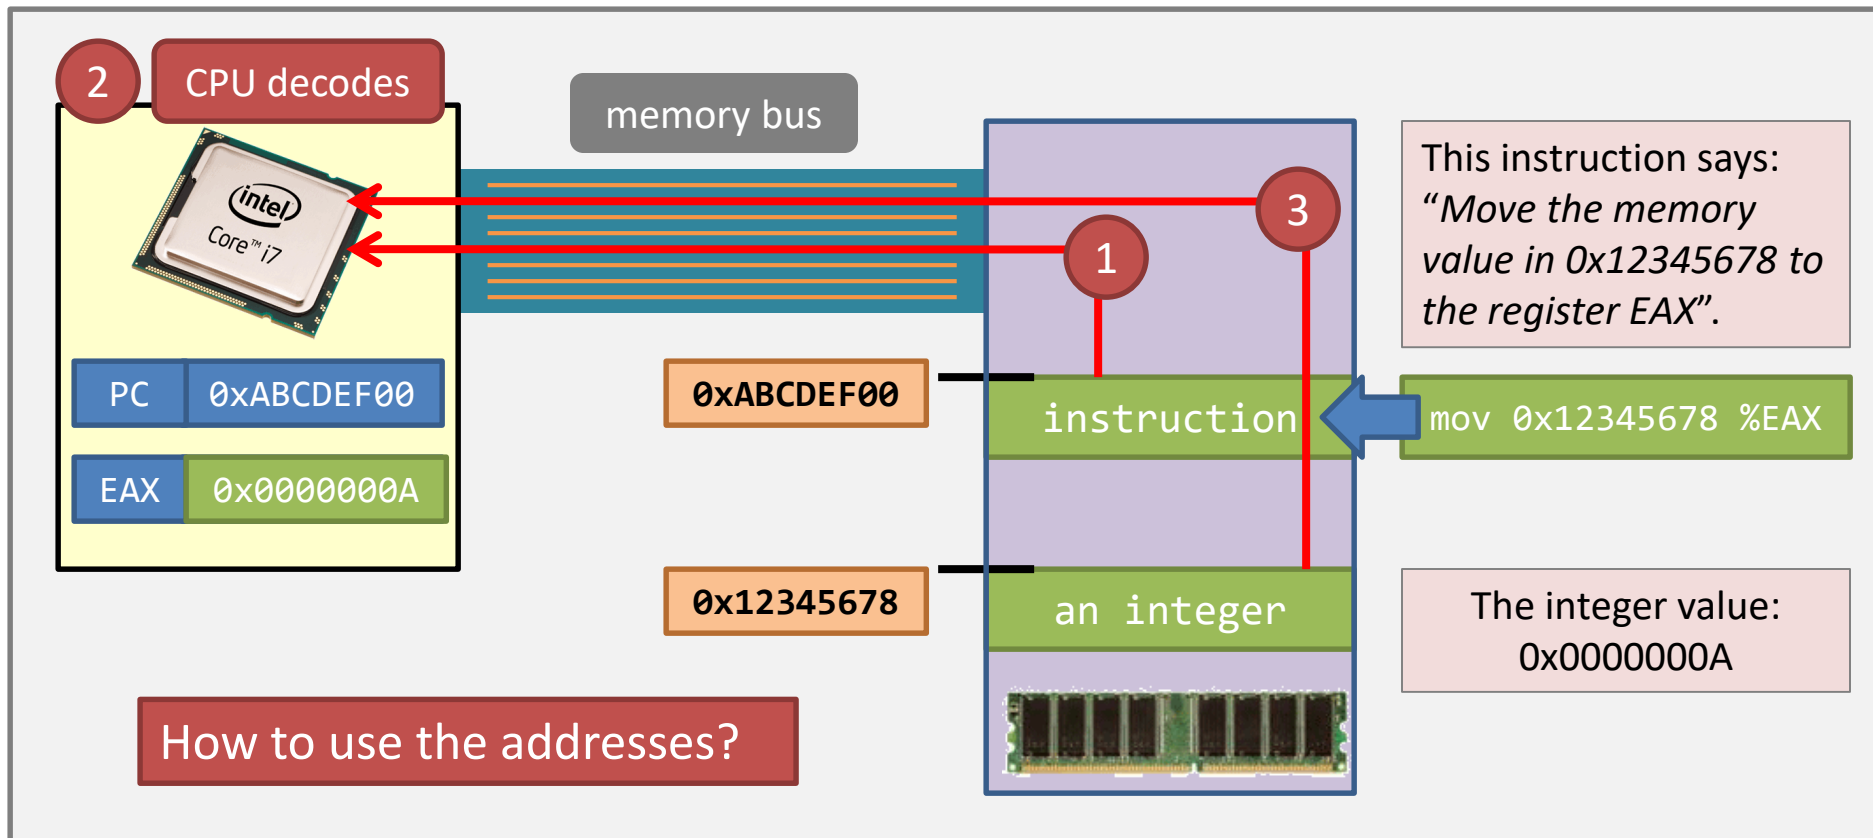 2
CPU decodes
memory bus
intel
Core™ i7
3
1
This instruction says:
“Move the memory
value in 0x12345678 to
the register EAX”.
PC 0xABCDEF00
0xABCDEF00
instruction
mov 0x12345678 %EAX
EAX 0x0000000A
0x12345678
an integer
The integer value:
0x0000000A
How to use the addresses?